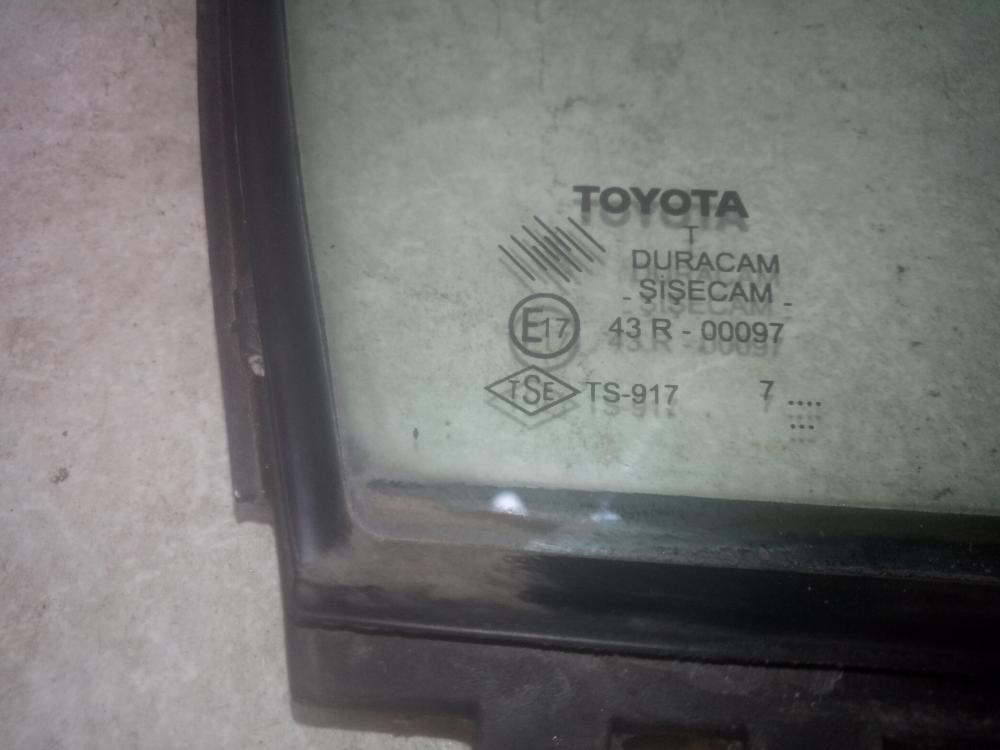 TOYOTA
T
DURACAM
- ŞİŞECAM -
E17 43 R - 00097
TSE TS-917 7 ....
...